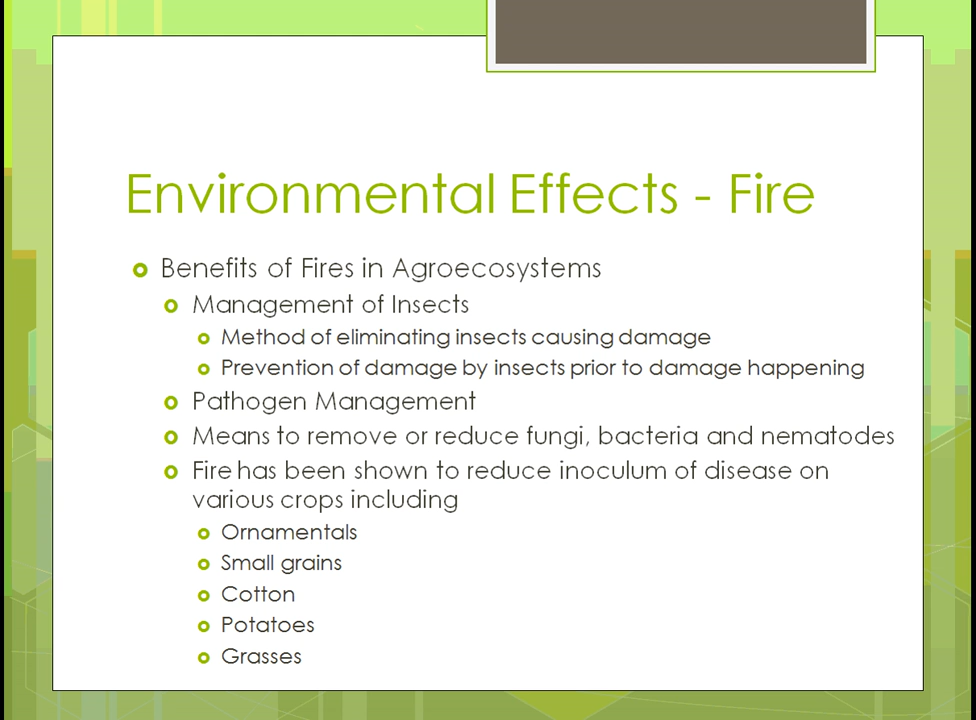 Environmental Effects - Fire
Benefits of Fires in Agroecosystems
Management of Insects
Method of eliminating insects causing damage
Prevention of damage by insects prior to damage happening
Pathogen Management
Means to remove or reduce fungi, bacteria and nematodes
Fire has been shown to reduce inoculum of disease on
various crops including
Ornamentals
Small grains
Cotton
Potatoes
Grasses